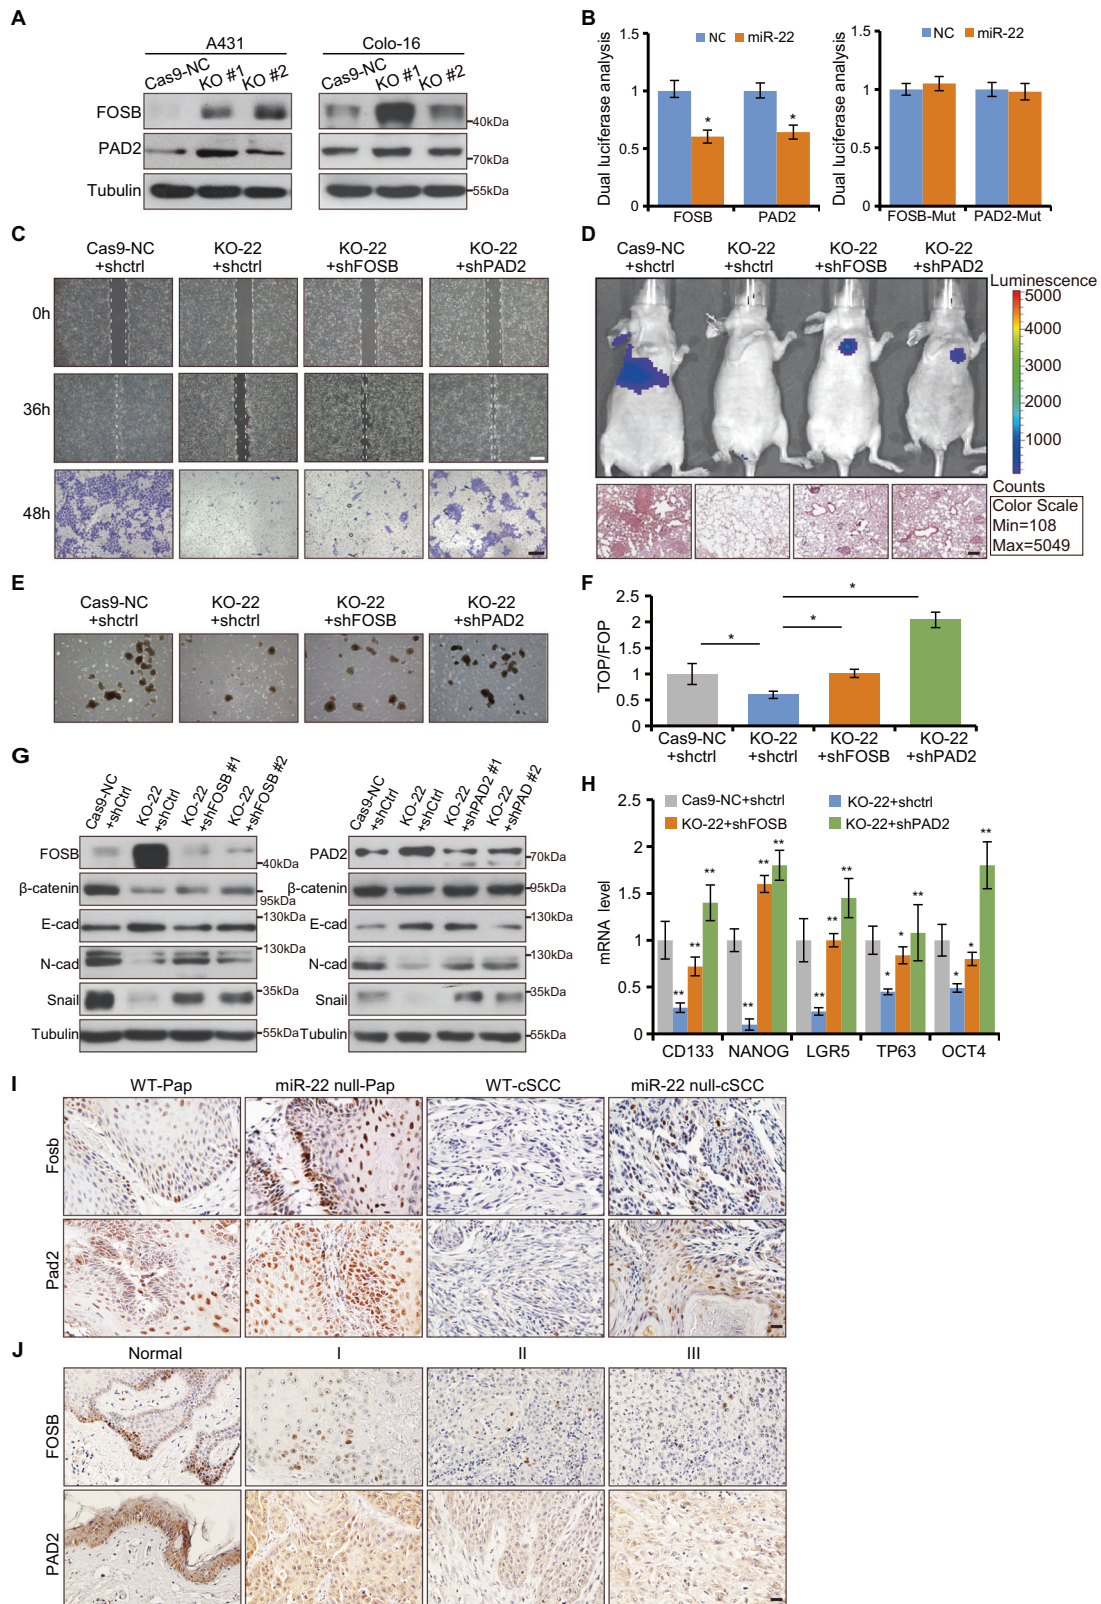 A
A431
Colo-16
Cas9-NC KO #1 KO #2
Cas9-NC KO #1 KO #2
FOSB
40kDa
PAD2
70kDa
Tubulin
55kDa
B
NC miR-22
Dual luciferase analysis
1.5
1
0.5
0
FOSB PAD2
* *
NC miR-22
Dual luciferase analysis
1.5
1
0.5
0
FOSB-Mut PAD2-Mut
C
Cas9-NC +shctrl
KO-22 +shctrl
KO-22 +shFOSB
KO-22 +shPAD2
0h
36h
48h
D
Cas9-NC +shctrl
KO-22 +shctrl
KO-22 +shFOSB
KO-22 +shPAD2
Luminescence
5000
4000
3000
2000
1000
Counts
Color Scale
Min=108
Max=5049
E
Cas9-NC +shctrl
KO-22 +shctrl
KO-22 +shFOSB
KO-22 +shPAD2
F
TOP/FOP
2.5
2
1.5
1
0.5
0
* * *
Cas9-NC +shctrl
KO-22 +shctrl
KO-22 +shFOSB
KO-22 +shPAD2
G
Cas9-NC +shCtrl
KO-22 +shCtrl
KO-22 +shFOSB #1
KO-22 +shFOSB #2
FOSB
40kDa
β-catenin
95kDa
E-cad
130kDa
N-cad
130kDa
Snail
35kDa
Tubulin
55kDa
Cas9-NC +shCtrl
KO-22 +shCtrl
KO-22 +shPAD2 #1
KO-22 +shPAD #2
PAD2
70kDa
β-catenin
95kDa
E-cad
130kDa
N-cad
130kDa
Snail
35kDa
Tubulin
55kDa
H
Cas9-NC+shctrl
KO-22+shctrl
KO-22+shFOSB
KO-22+shPAD2
mRNA level
2.5
2
1.5
1
0.5
0
** ** **
** ** **
** ** **
* * **
* * **
CD133 NANOG LGR5 TP63 OCT4
I
WT-Pap
miR-22 null-Pap
WT-cSCC
miR-22 null-cSCC
Fosb
Pad2
J
Normal
I
II
III
FOSB
PAD2